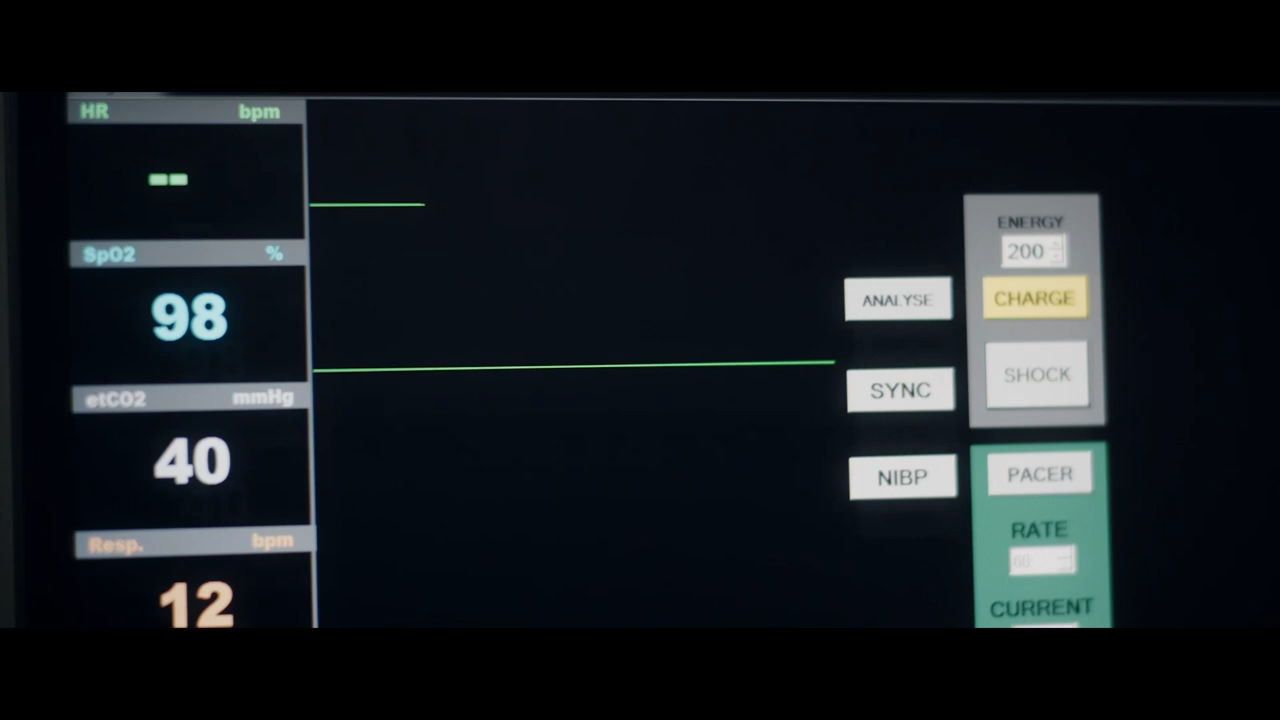 HR bpm
--
SpO2 %
98
etCO2 mmHg
40
Resp. bpm
12
ANALYSE
SYNC
NIBP
ENERGY
200
CHARGE
SHOCK
PACER
RATE
60
CURRENT